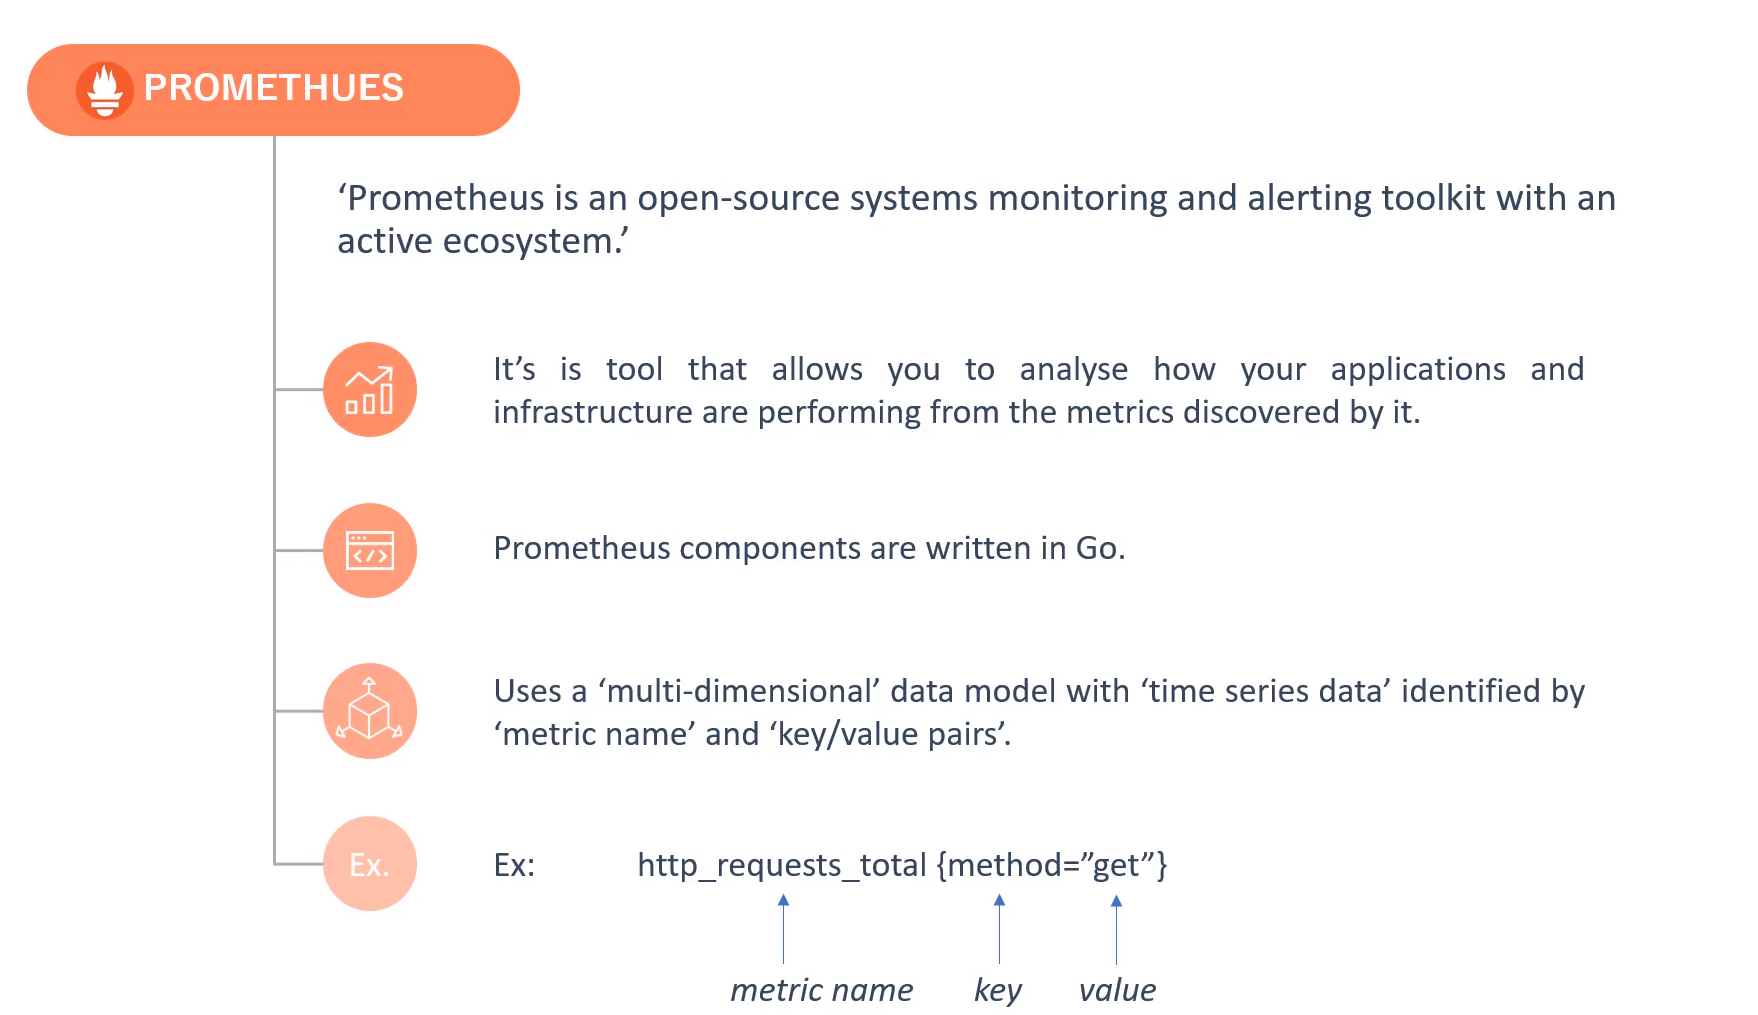 PROMETHUES
‘Prometheus is an open-source systems monitoring and alerting toolkit with an
active ecosystem.’
It’s is tool that allows you to analyse how your applications and
infrastructure are performing from the metrics discovered by it.
Prometheus components are written in Go.
Uses a ‘multi-dimensional’ data model with ‘time series data’ identified by
‘metric name’ and ‘key/value pairs’.
Ex. Ex: http_requests_total {method=”get”}
metric name key value